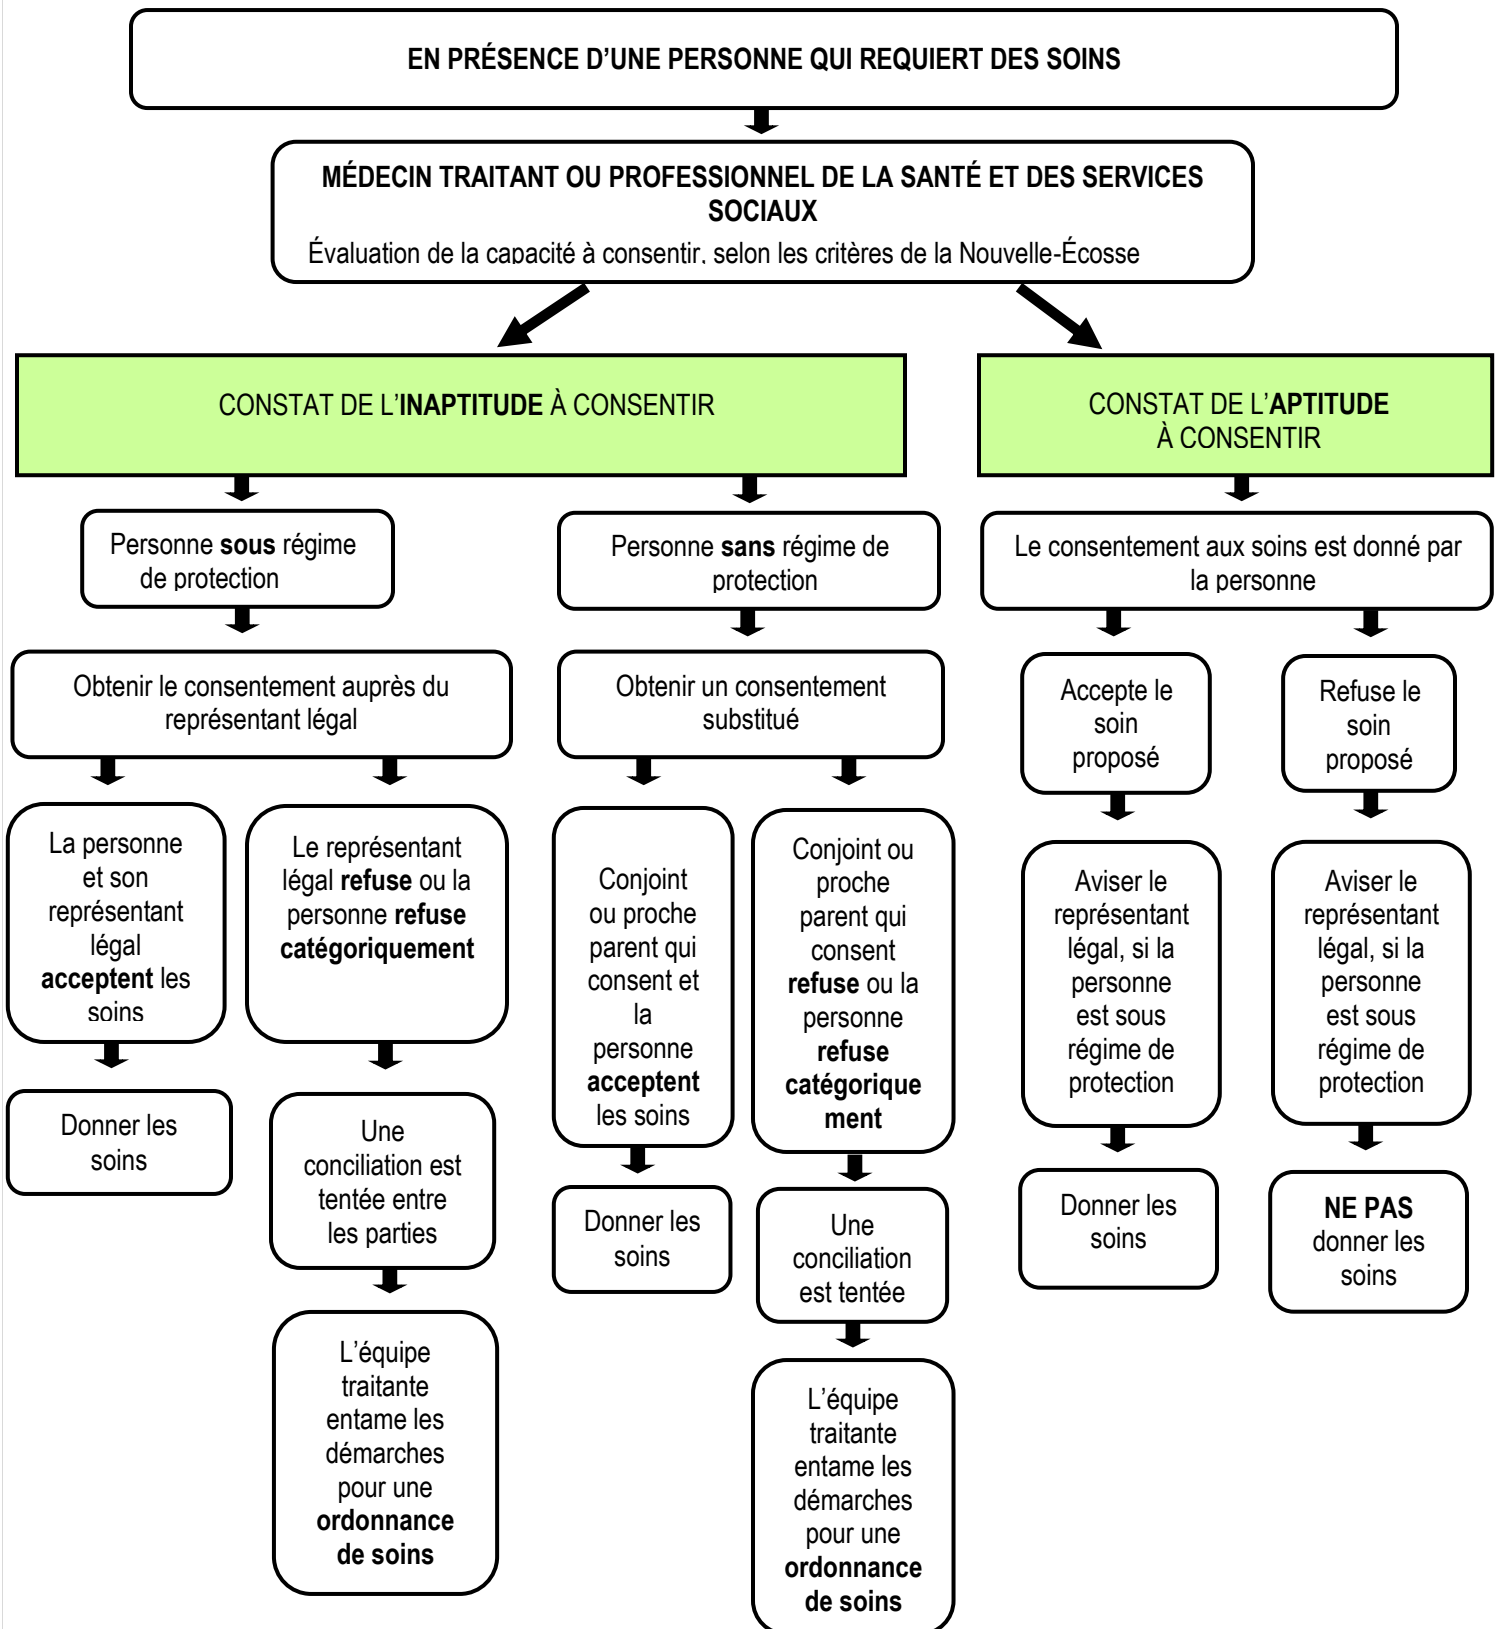 EN PRÉSENCE D'UNE PERSONNE QUI REQUIERT DES SOINS
MÉDECIN TRAITANT OU PROFESSIONNEL DE LA SANTÉ ET DES SERVICES
SOCIAUX
Évaluation de la capacité à consentir, selon les critères de la Nouvelle-Écosse
CONSTAT DE L'INAPTITUDE À CONSENTIR
CONSTAT DE L'APTITUDE
À CONSENTIR
Personne sous régime
de protection
Personne sans régime de
protection
Le consentement aux soins est donné par
la personne
Obtenir le consentement auprès du
représentant légal
Obtenir un consentement
substitué
Accepte le
soin
proposé
Refuse le
soin
proposé
La personne
et son
représentant
légal
acceptent les
soins
Le représentant
légal refuse ou la
personne refuse
catégoriquement
Conjoint
ou proche
parent qui
consent et
la
personne
acceptent
les soins
Conjoint ou
proche
parent qui
consent
refuse ou la
personne
refuse
catégorique
ment
Aviser le
représentant
légal, si la
personne
est sous
régime de
protection
Aviser le
représentant
légal, si la
personne
est sous
régime de
protection
Donner les
soins
Une
conciliation est
tentée entre
les parties
Donner les
soins
Une
conciliation
est tentée
Donner les
soins
NE PAS
donner les
soins
L'équipe
traitante
entame les
démarches
pour une
ordonnance
de soins
L'équipe
traitante
entame les
démarches
pour une
ordonnance
de soins